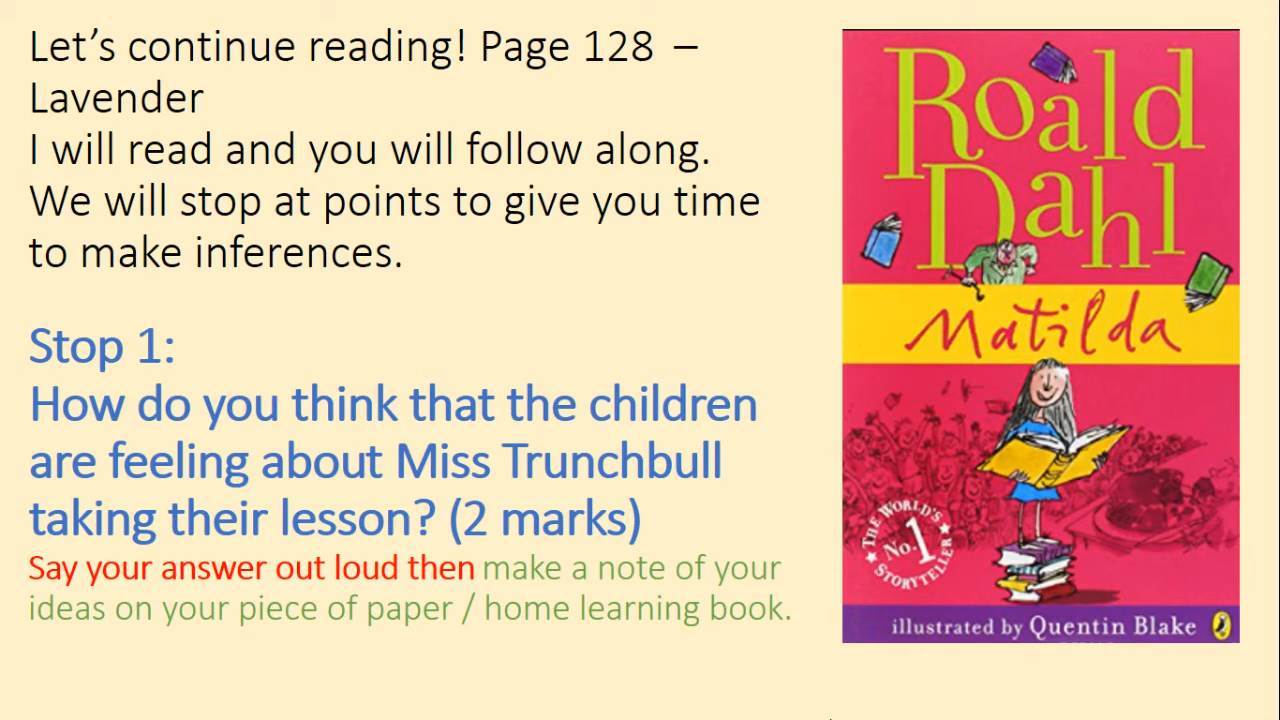 Let’s continue reading! Page 128 –
Lavender
I will read and you will follow along.
We will stop at points to give you time
to make inferences.
Stop 1:
How do you think that the children
are feeling about Miss Trunchbull
taking their lesson? (2 marks)
Say your answer out loud then make a note of your
ideas on your piece of paper / home learning book.
Roald
Dahl
Matilda
THE WORLD'S
No.1
STORYTELLER
illustrated by Quentin Blake